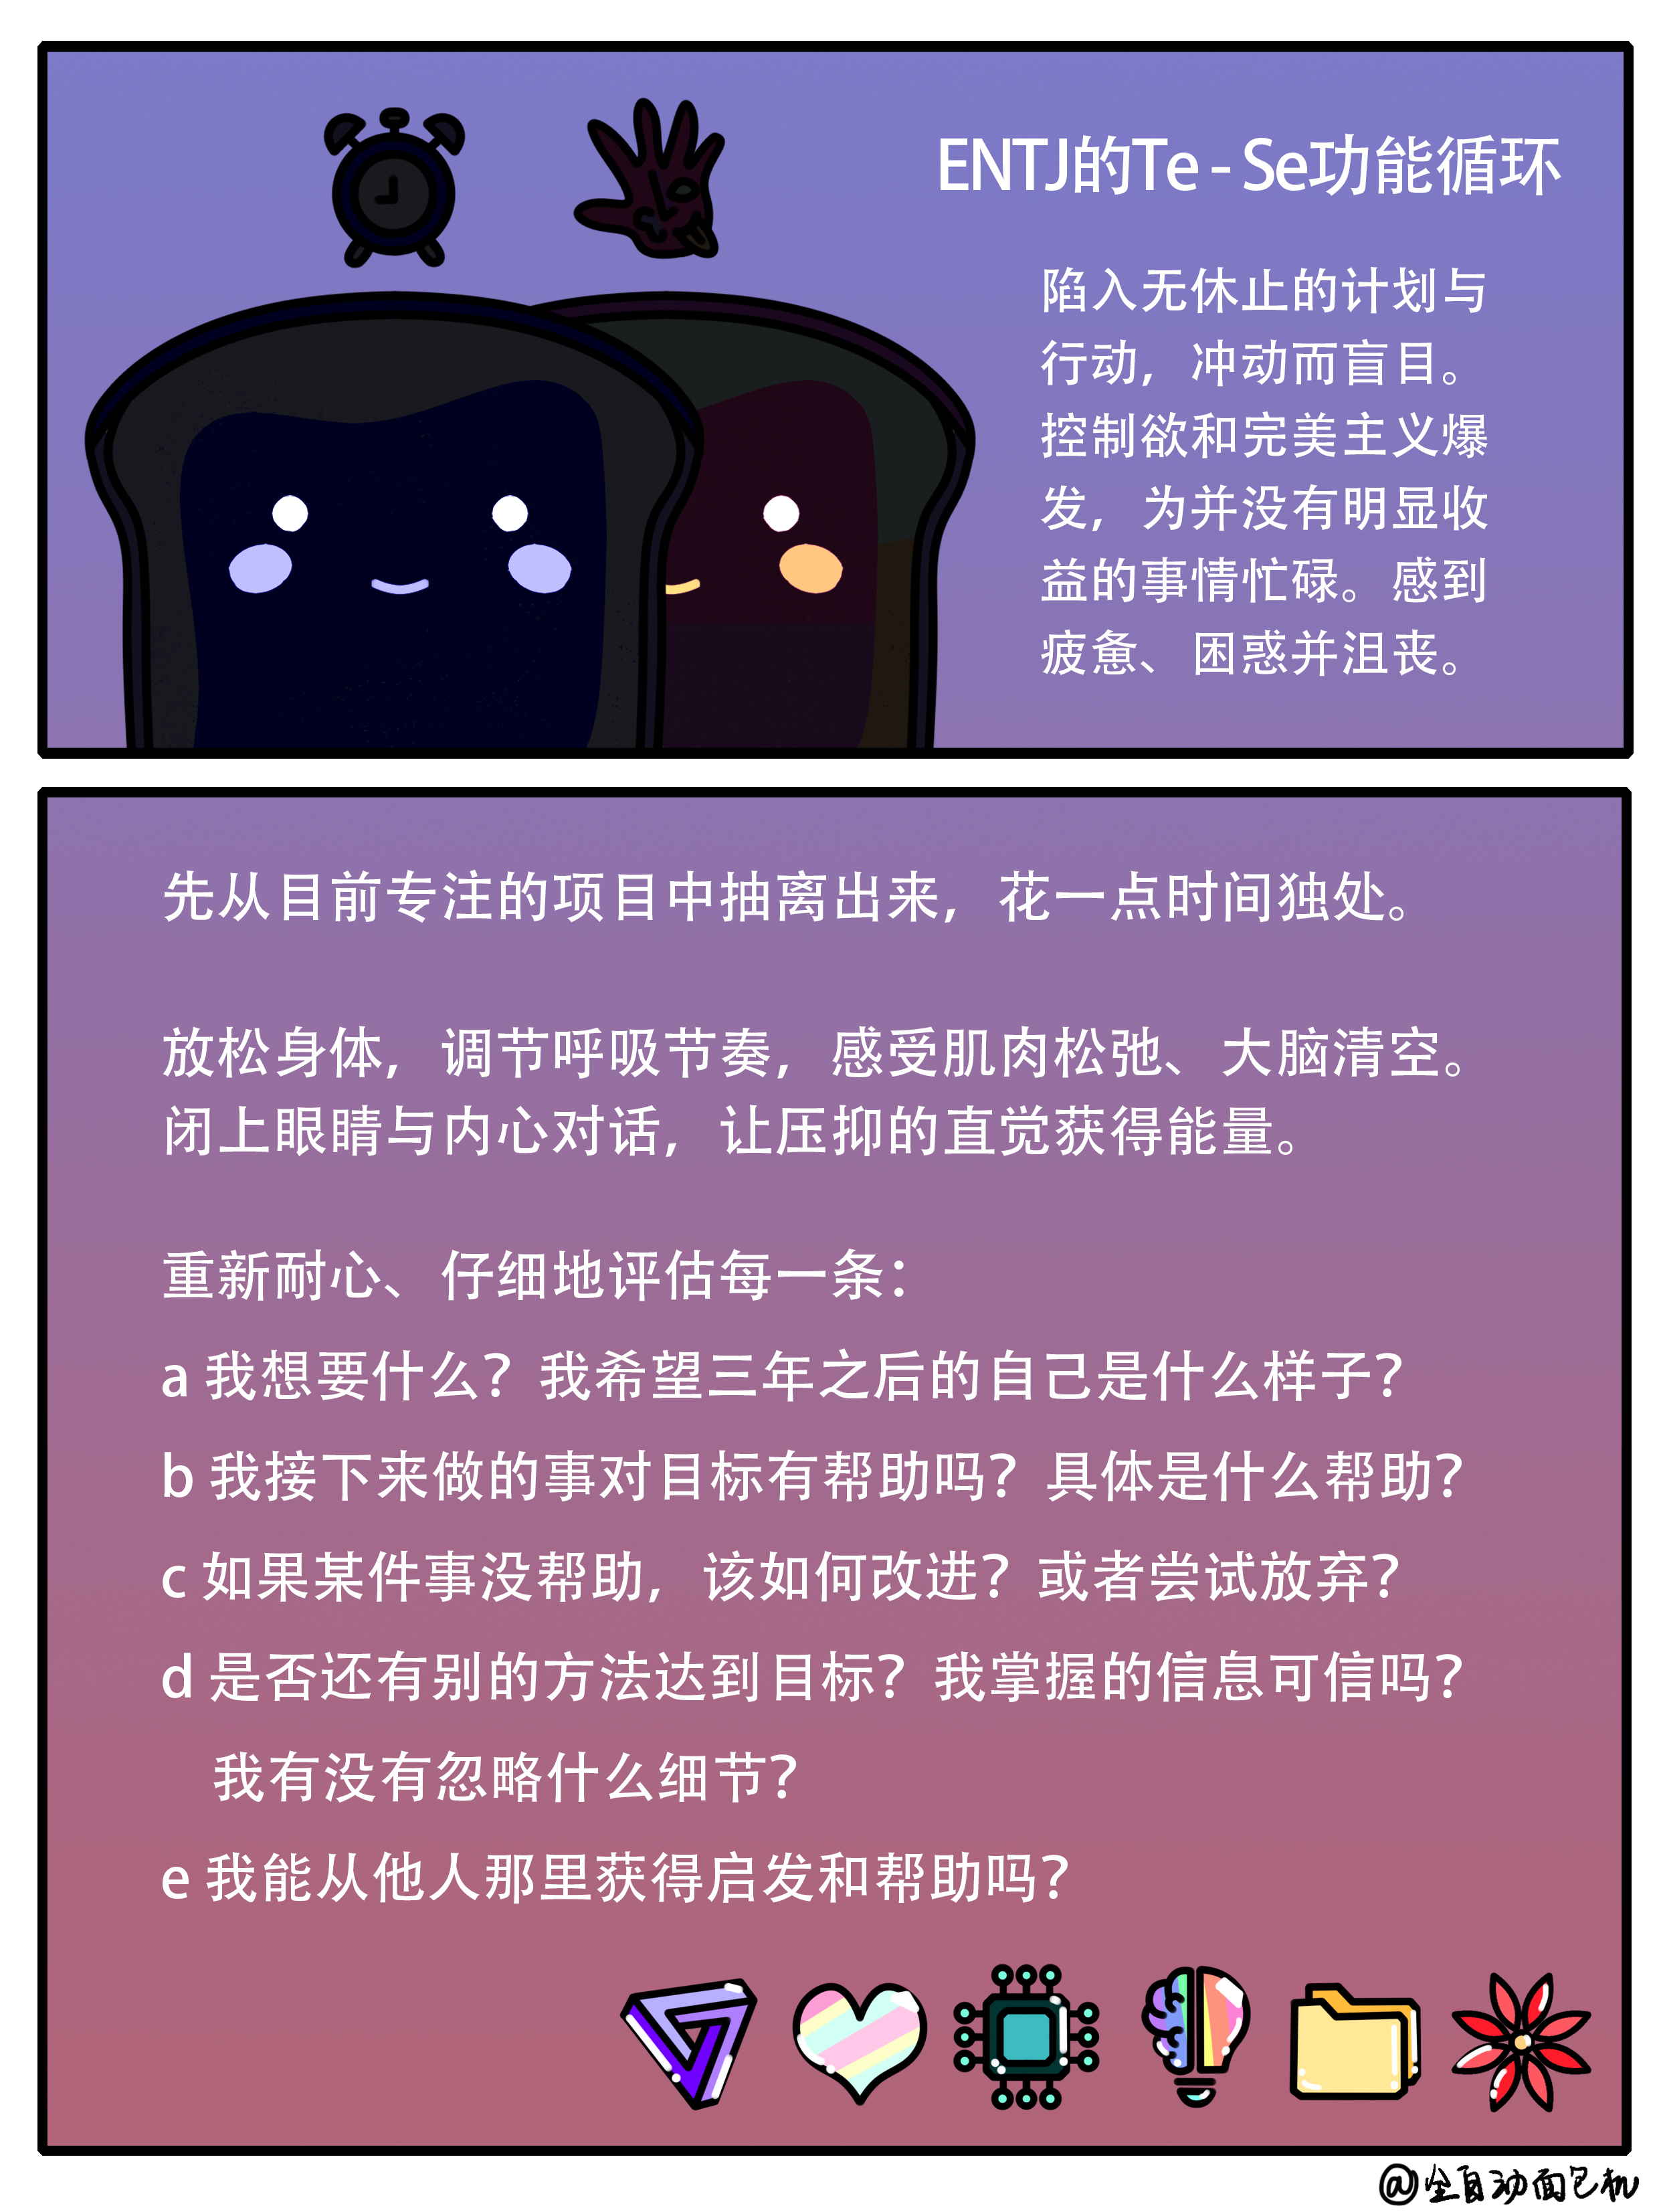 ENTJ的Te - Se功能循环
陷入无休止的计划与
行动，冲动而盲目。
控制欲和完美主义爆
发，为并没有明显收
益的事情忙碌。感到
疲惫、困惑并沮丧。
先从目前专注的项目中抽离出来，花一点时间独处。
放松身体，调节呼吸节奏，感受肌肉松弛、大脑清空。
闭上眼睛与内心对话，让压抑的直觉获得能量。
重新耐心、仔细地评估每一条：
a 我想要什么？我希望三年之后的自己是什么样子？
b 我接下来做的事对目标有帮助吗？具体是什么帮助？
c 如果某件事没帮助，该如何改进？或者尝试放弃？
d 是否还有别的方法达到目标？我掌握的信息可信吗？
我有没有忽略什么细节？
e 我能从他人那里获得启发和帮助吗？
@全自动面包机